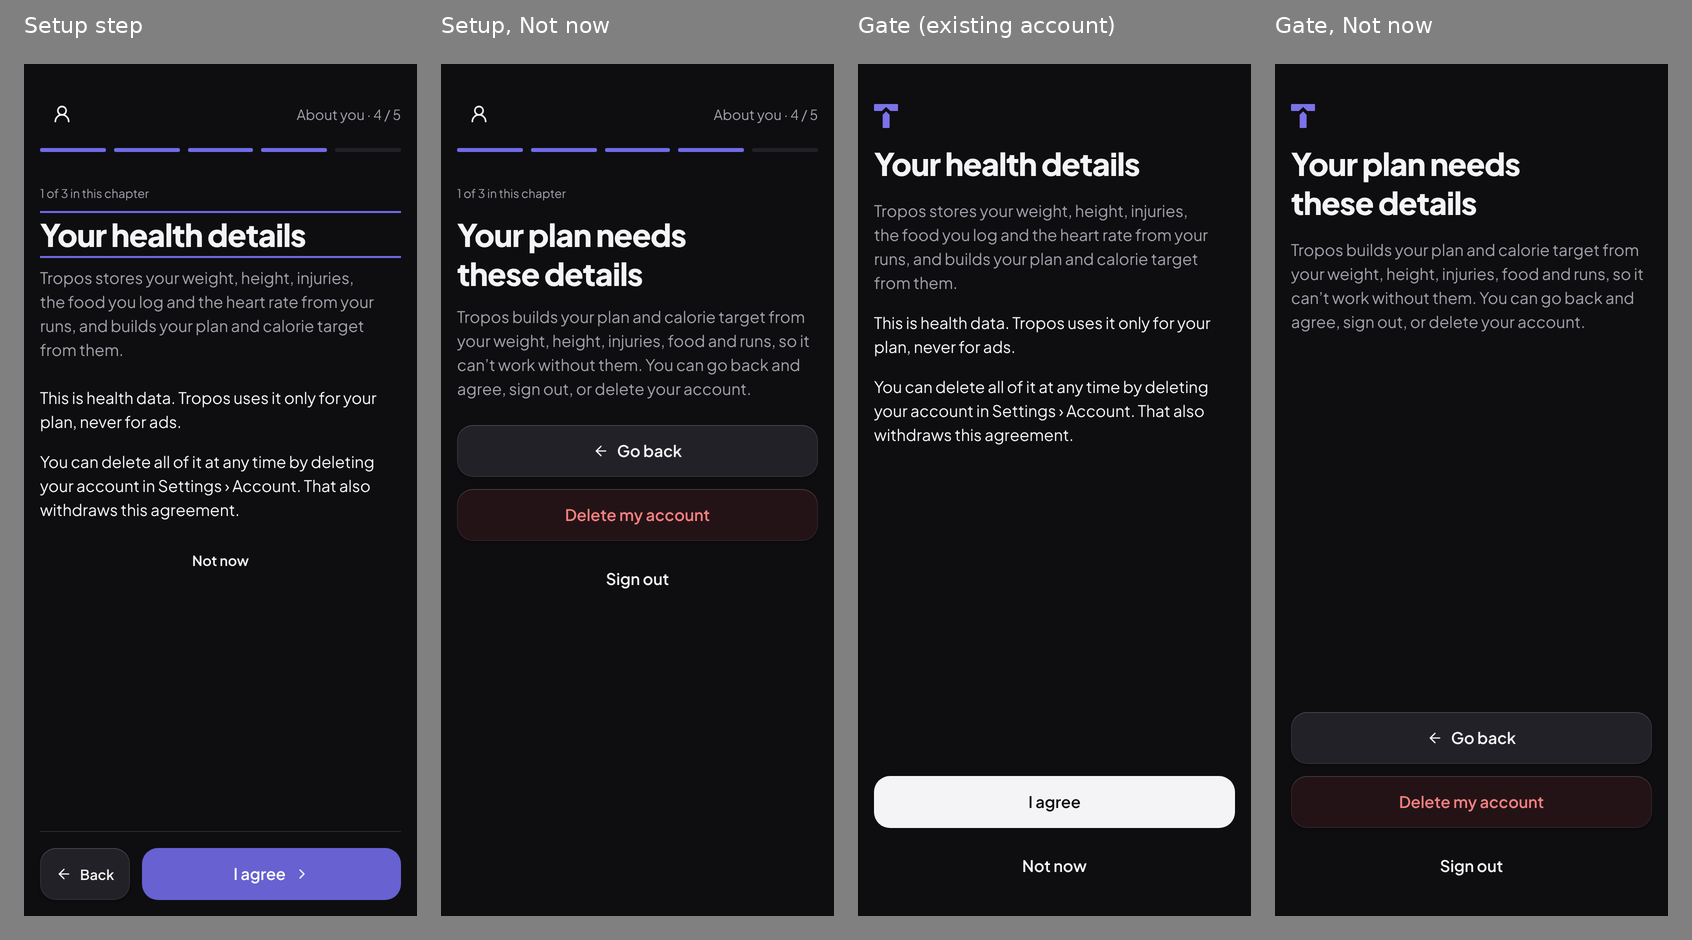 Setup step
About you · 4 / 5
1 of 3 in this chapter
Your health details
Tropos stores your weight, height, injuries,
the food you log and the heart rate from your
runs, and builds your plan and calorie target
from them.
This is health data. Tropos uses it only for your
plan, never for ads.
You can delete all of it at any time by deleting
your account in Settings › Account. That also
withdraws this agreement.
Not now
Back
I agree
Setup, Not now
About you · 4 / 5
1 of 3 in this chapter
Your plan needs
these details
Tropos builds your plan and calorie target from
your weight, height, injuries, food and runs, so it
can't work without them. You can go back and
agree, sign out, or delete your account.
Go back
Delete my account
Sign out
Gate (existing account)
Your health details
Tropos stores your weight, height, injuries,
the food you log and the heart rate from your
runs, and builds your plan and calorie target
from them.
This is health data. Tropos uses it only for your
plan, never for ads.
You can delete all of it at any time by deleting
your account in Settings › Account. That also
withdraws this agreement.
I agree
Not now
Gate, Not now
Your plan needs
these details
Tropos builds your plan and calorie target from
your weight, height, injuries, food and runs, so it
can't work without them. You can go back and
agree, sign out, or delete your account.
Go back
Delete my account
Sign out